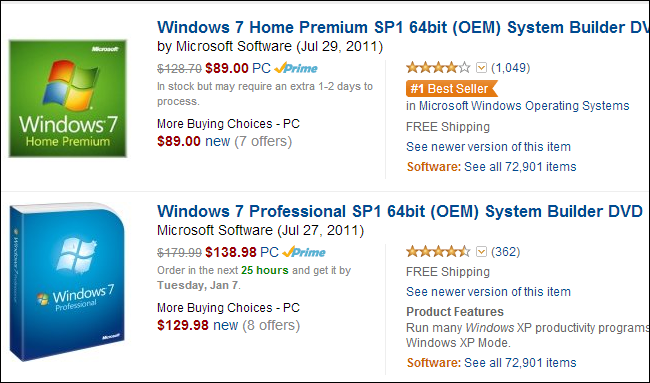 Windows 7 Home Premium SP1 64bit (OEM) System Builder DV
by Microsoft Software (Jul 29, 2011)
$128.70 $89.00 PC Prime
In stock but may require an extra 1-2 days to
process.
More Buying Choices - PC
$89.00 new (7 offers)
(1,049)
#1 Best Seller
in Microsoft Windows Operating Systems
FREE Shipping
See newer version of this item
Software: See all 72,901 items
Microsoft
Windows 7
Home Premium
Windows 7 Professional SP1 64bit (OEM) System Builder DVD
Microsoft Software (Jul 27, 2011)
$179.99 $138.98 PC Prime
Order in the next 25 hours and get it by
Tuesday, Jan 7.
More Buying Choices - PC
$129.98 new (8 offers)
(362)
FREE Shipping
See newer version of this item
Product Features
Run many Windows XP productivity programs
Windows XP Mode.
Software: See all 72,901 items
Windows 7
Professional